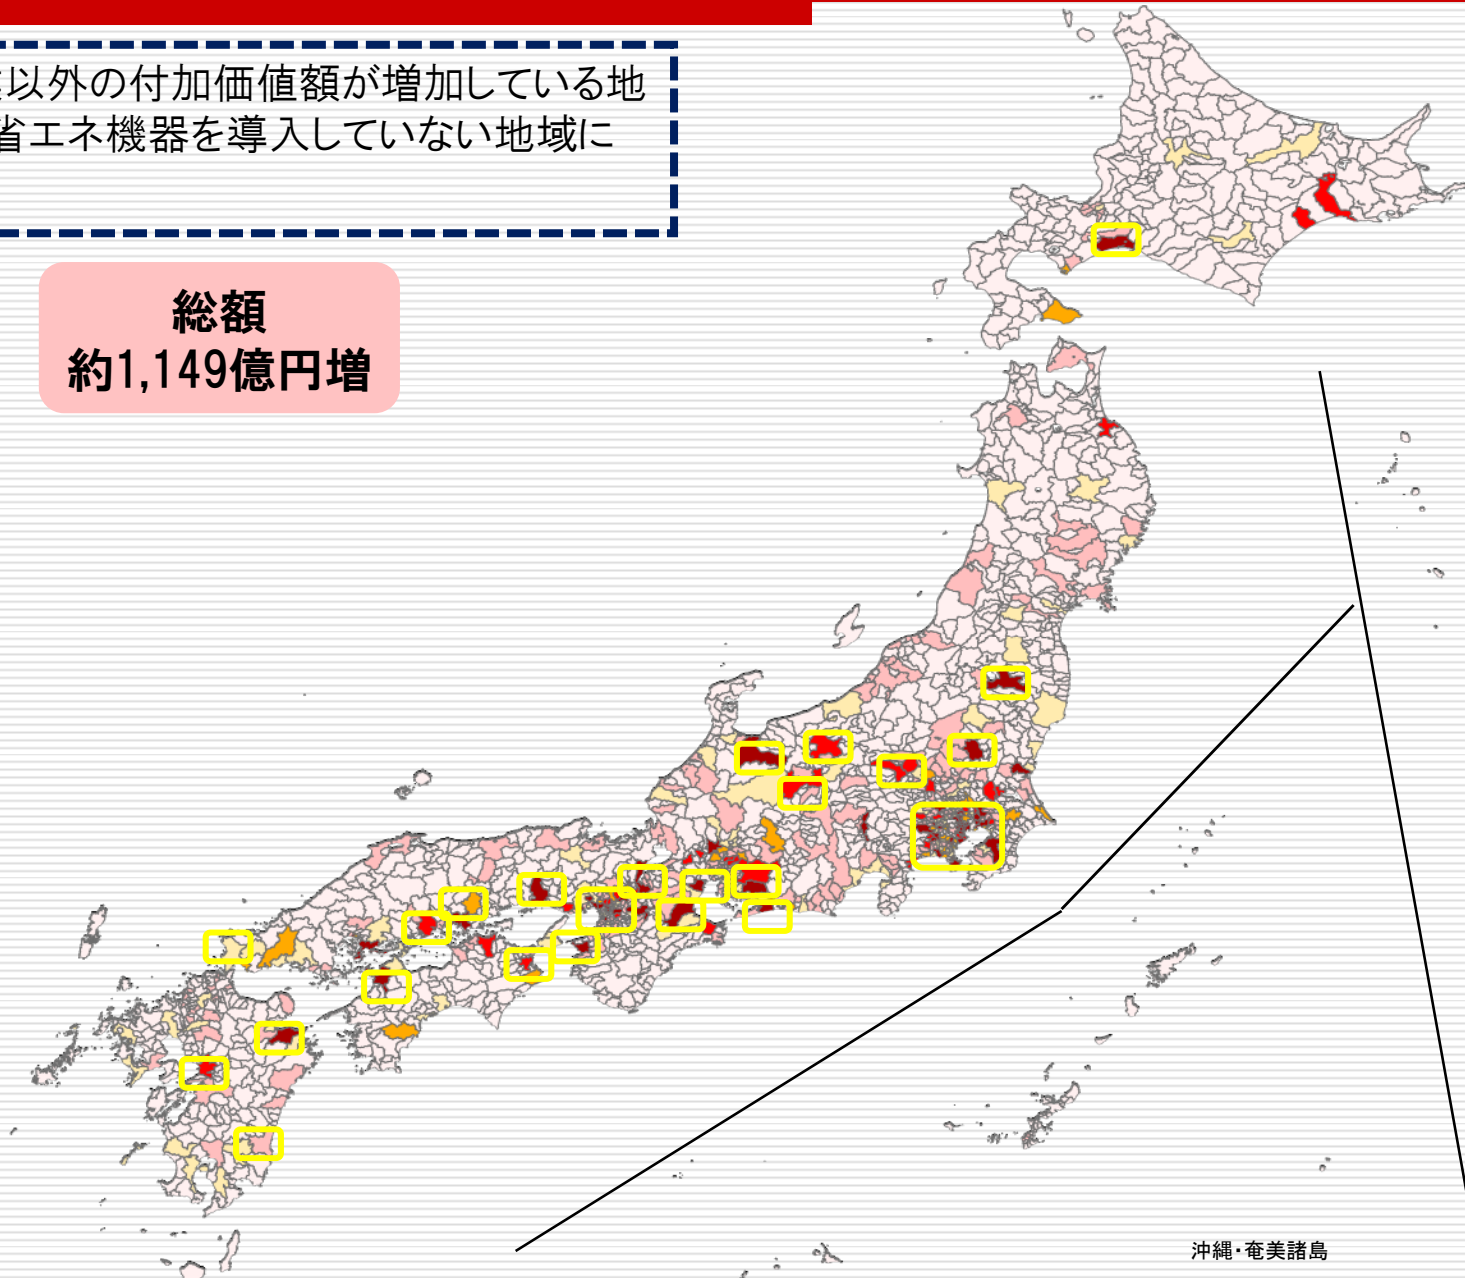 以外の付加価値額が増加している地
省エネ機器を導入していない地域に
総額
約1,149億円増
沖縄・奄美諸島